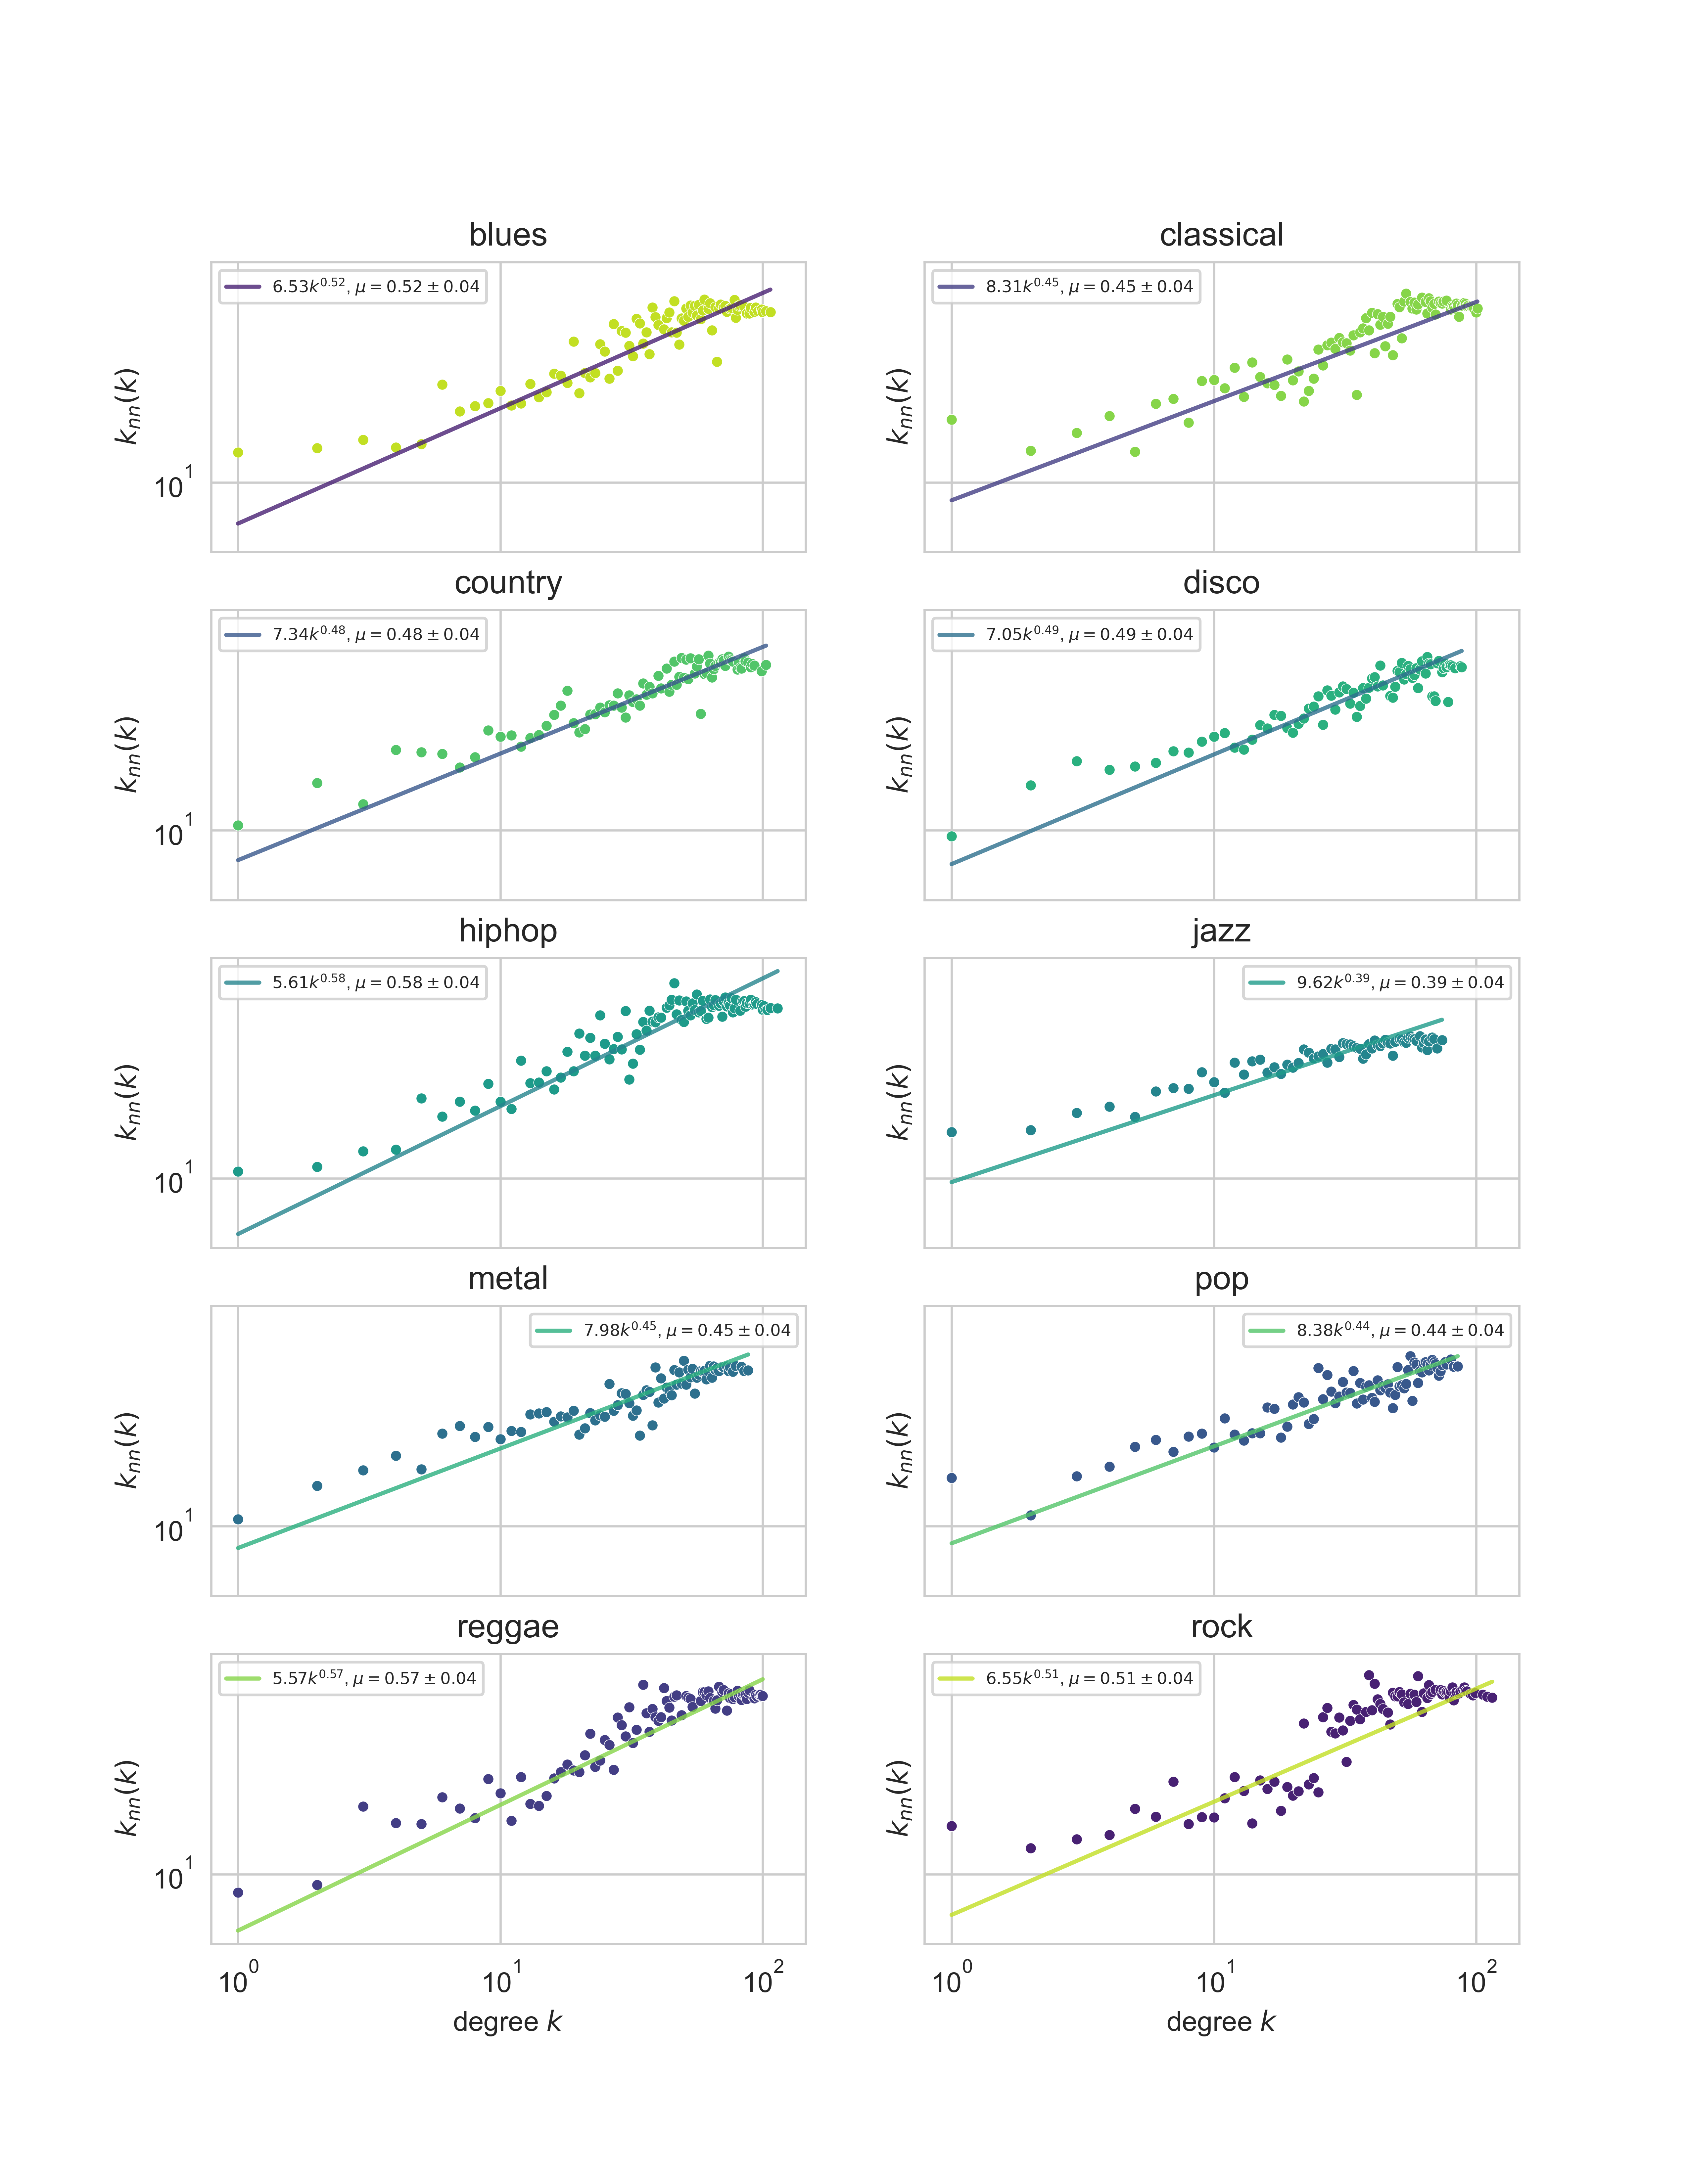 blues
6.53k^0.52, μ = 0.52 ± 0.04
k_nn(k)
10^1
classical
8.31k^0.45, μ = 0.45 ± 0.04
k_nn(k)
country
7.34k^0.48, μ = 0.48 ± 0.04
k_nn(k)
10^1
disco
7.05k^0.49, μ = 0.49 ± 0.04
k_nn(k)
hiphop
5.61k^0.58, μ = 0.58 ± 0.04
k_nn(k)
10^1
jazz
9.62k^0.39, μ = 0.39 ± 0.04
k_nn(k)
metal
7.98k^0.45, μ = 0.45 ± 0.04
k_nn(k)
10^1
pop
8.38k^0.44, μ = 0.44 ± 0.04
k_nn(k)
reggae
5.57k^0.57, μ = 0.57 ± 0.04
k_nn(k)
10^1
10^0 10^1 10^2
degree k
rock
6.55k^0.51, μ = 0.51 ± 0.04
k_nn(k)
10^0 10^1 10^2
degree k